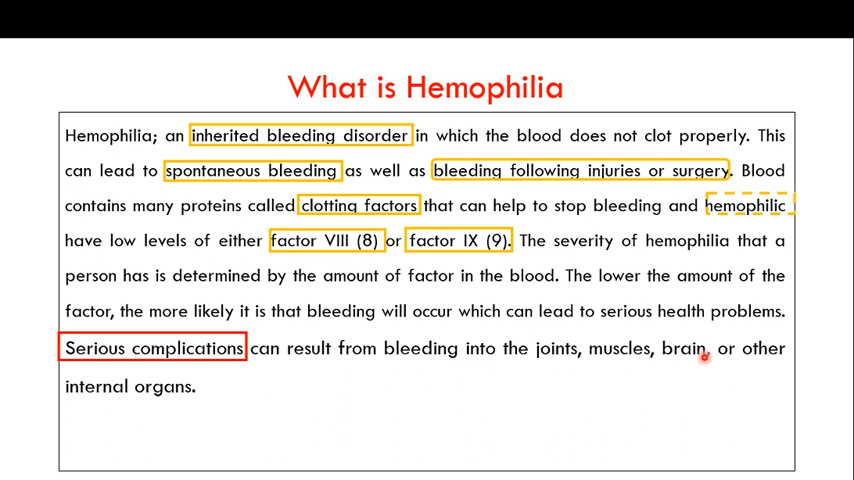 What is Hemophilia
Hemophilia; an inherited bleeding disorder in which the blood does not clot properly. This
can lead to spontaneous bleeding as well as bleeding following injuries or surgery. Blood
contains many proteins called clotting factors that can help to stop bleeding and hemophilic
have low levels of either factor VIII (8) or factor IX (9). The severity of hemophilia that a
person has is determined by the amount of factor in the blood. The lower the amount of the
factor, the more likely it is that bleeding will occur which can lead to serious health problems.
Serious complications can result from bleeding into the joints, muscles, brain, or other
internal organs.